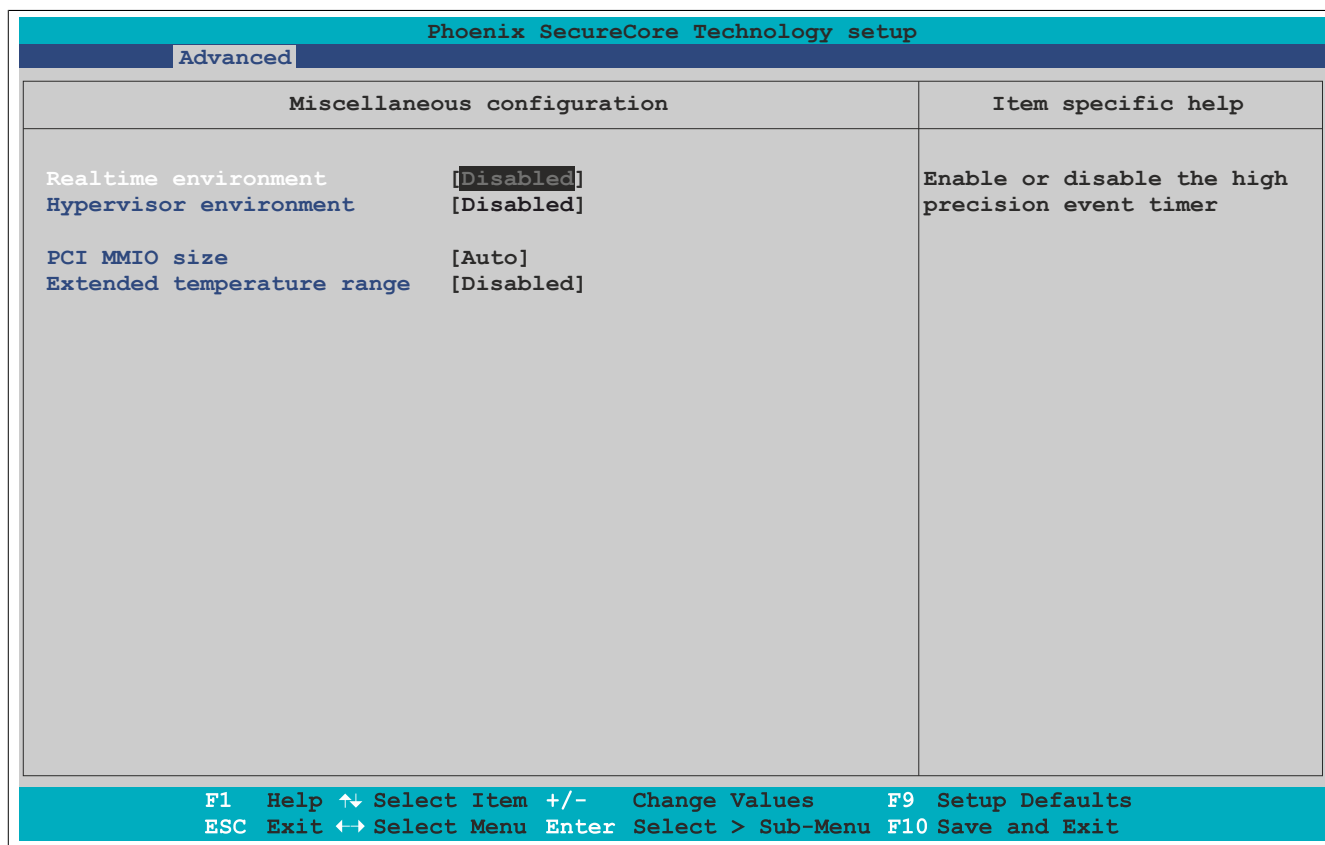 Phoenix SecureCore Technology setup
Advanced
Miscellaneous configuration
Item specific help
Realtime environment [Disabled]
Hypervisor environment [Disabled]
PCI MMIO size [Auto]
Extended temperature range [Disabled]
Enable or disable the high
precision event timer
F1 Help ↑↓ Select Item +/- Change Values F9 Setup Defaults
ESC Exit ←→ Select Menu Enter Select > Sub-Menu F10 Save and Exit